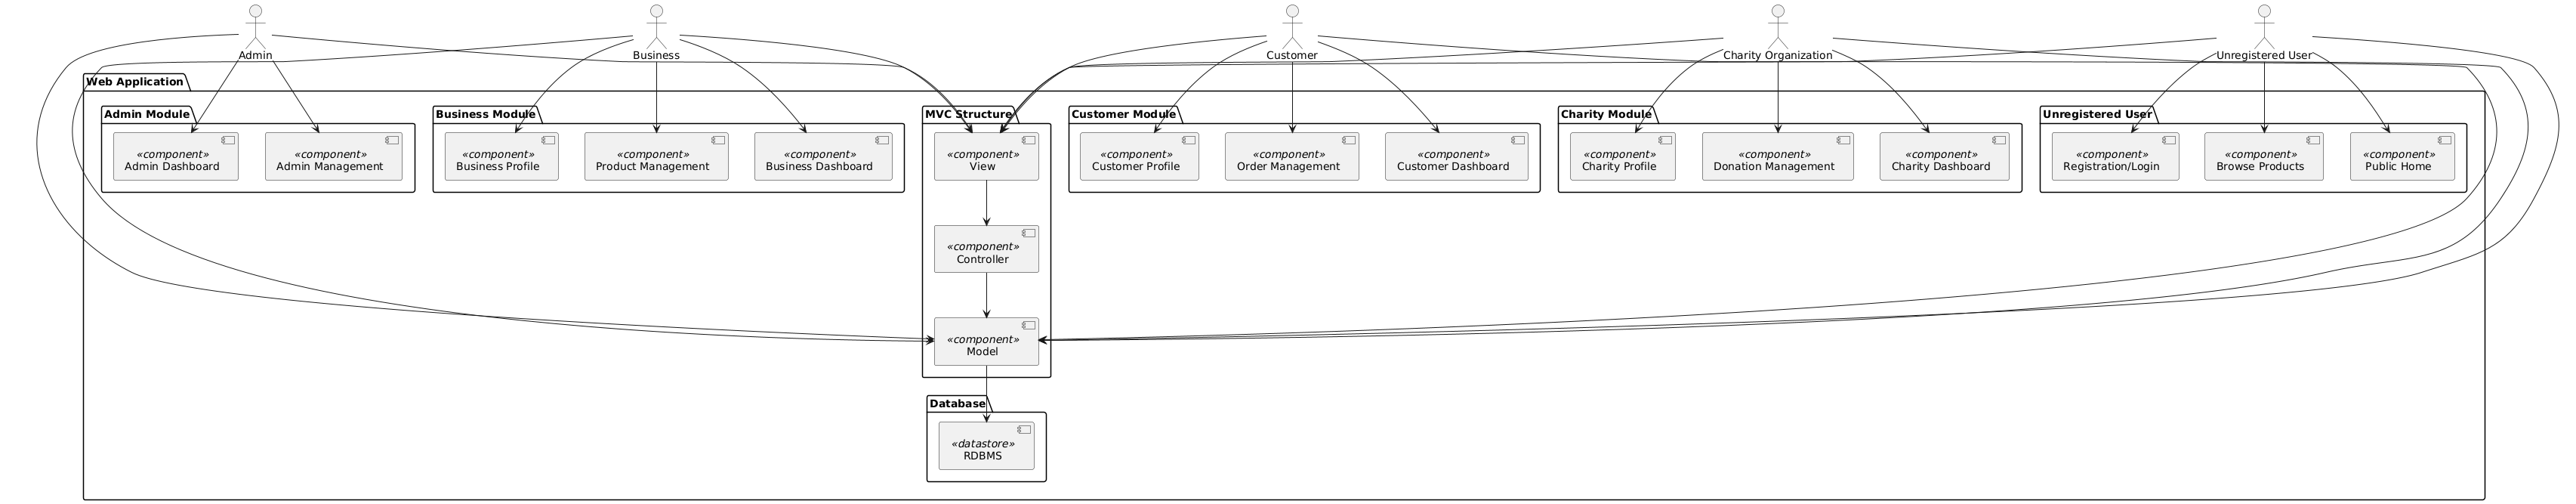 Admin
Business
Customer
Charity Organization
Unregistered User
Web Application
Admin Module
Business Module
MVC Structure
Customer Module
Charity Module
Unregistered User
«component»
Admin Dashboard
«component»
Admin Management
«component»
Business Profile
«component»
Product Management
«component»
Business Dashboard
«component»
View
«component»
Customer Profile
«component»
Order Management
«component»
Customer Dashboard
«component»
Charity Profile
«component»
Donation Management
«component»
Charity Dashboard
«component»
Registration/Login
«component»
Browse Products
«component»
Public Home
«component»
Controller
«component»
Model
Database
«datastore»
RDBMS